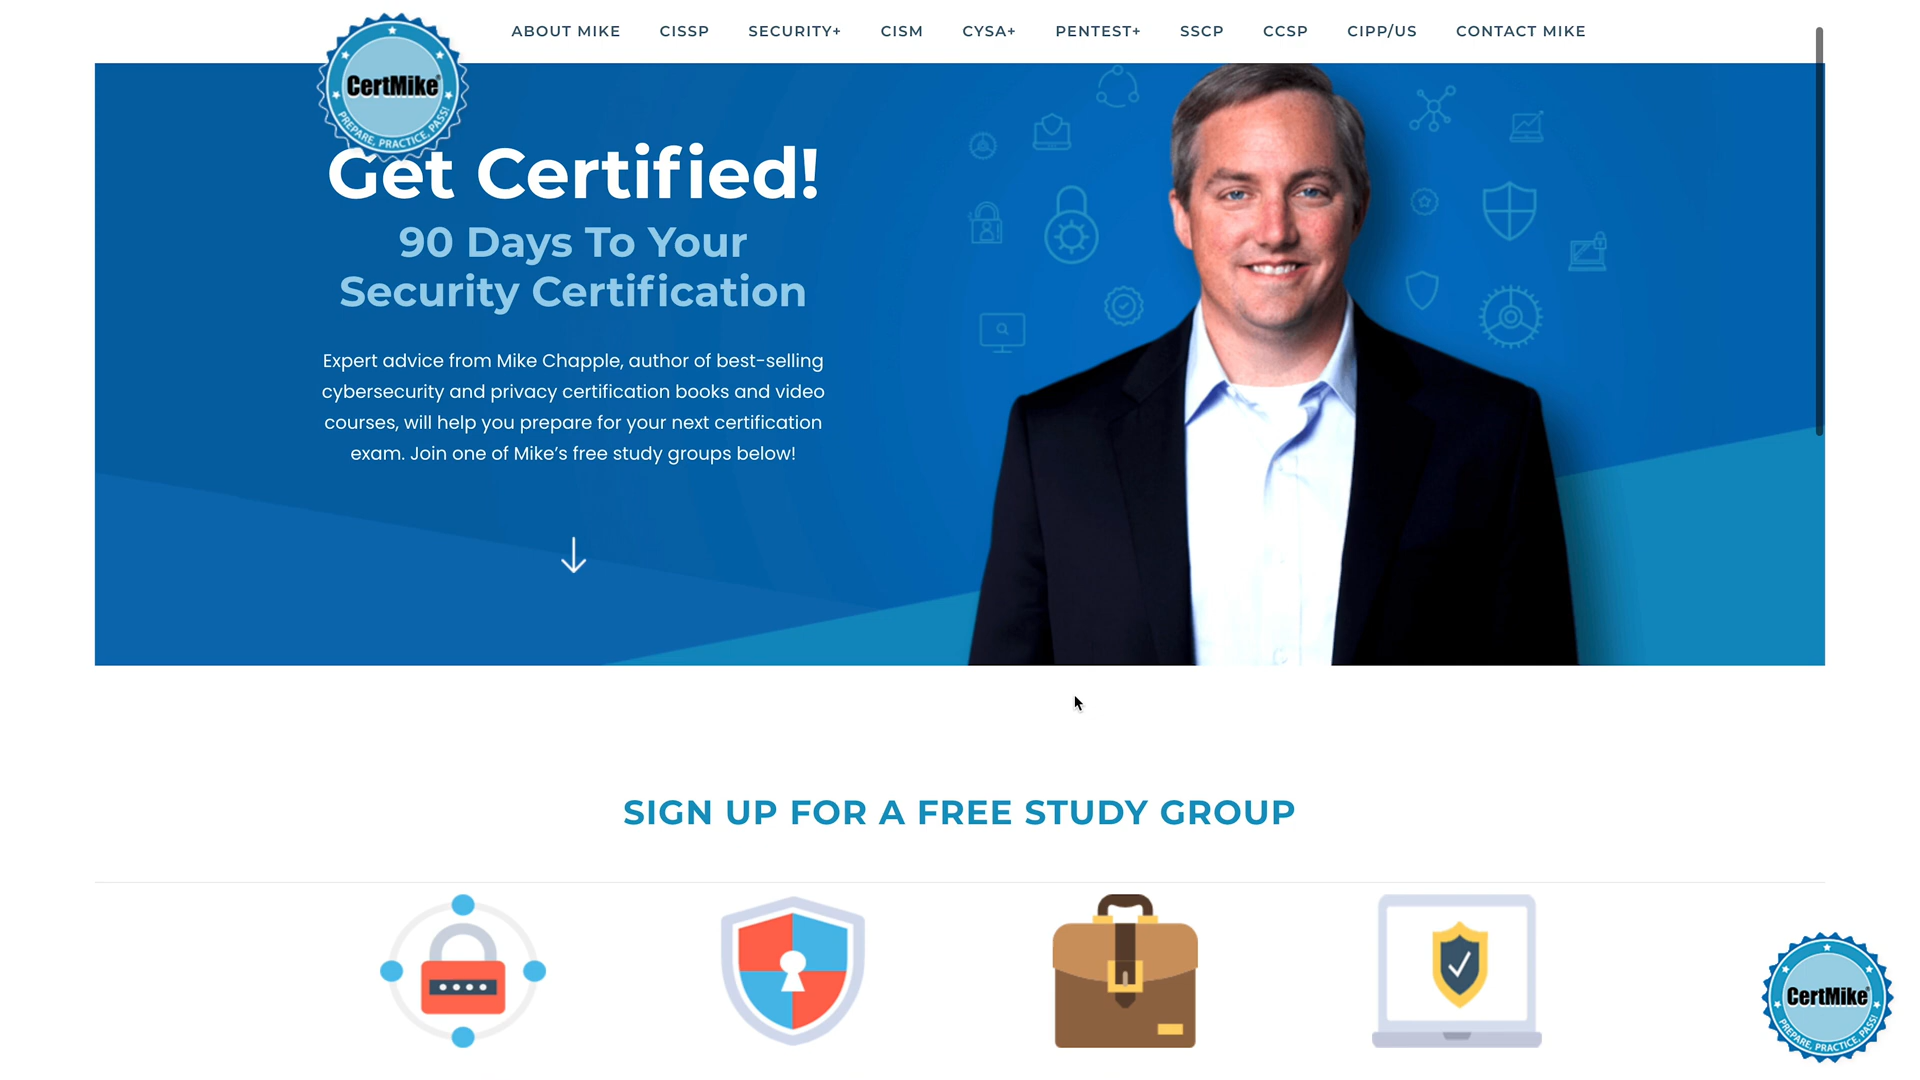 ABOUT MIKE CISSP SECURITY+ CISM CYSA+ PENTEST+ SSCP CCSP CIPP/US CONTACT MIKE
CertMike
PREPARE, PRACTICE, PASS!
Get Certified!
90 Days To Your
Security Certification
Expert advice from Mike Chapple, author of best-selling
cybersecurity and privacy certification books and video
courses, will help you prepare for your next certification
exam. Join one of Mike’s free study groups below!
SIGN UP FOR A FREE STUDY GROUP
CertMike
PREPARE, PRACTICE, PASS!